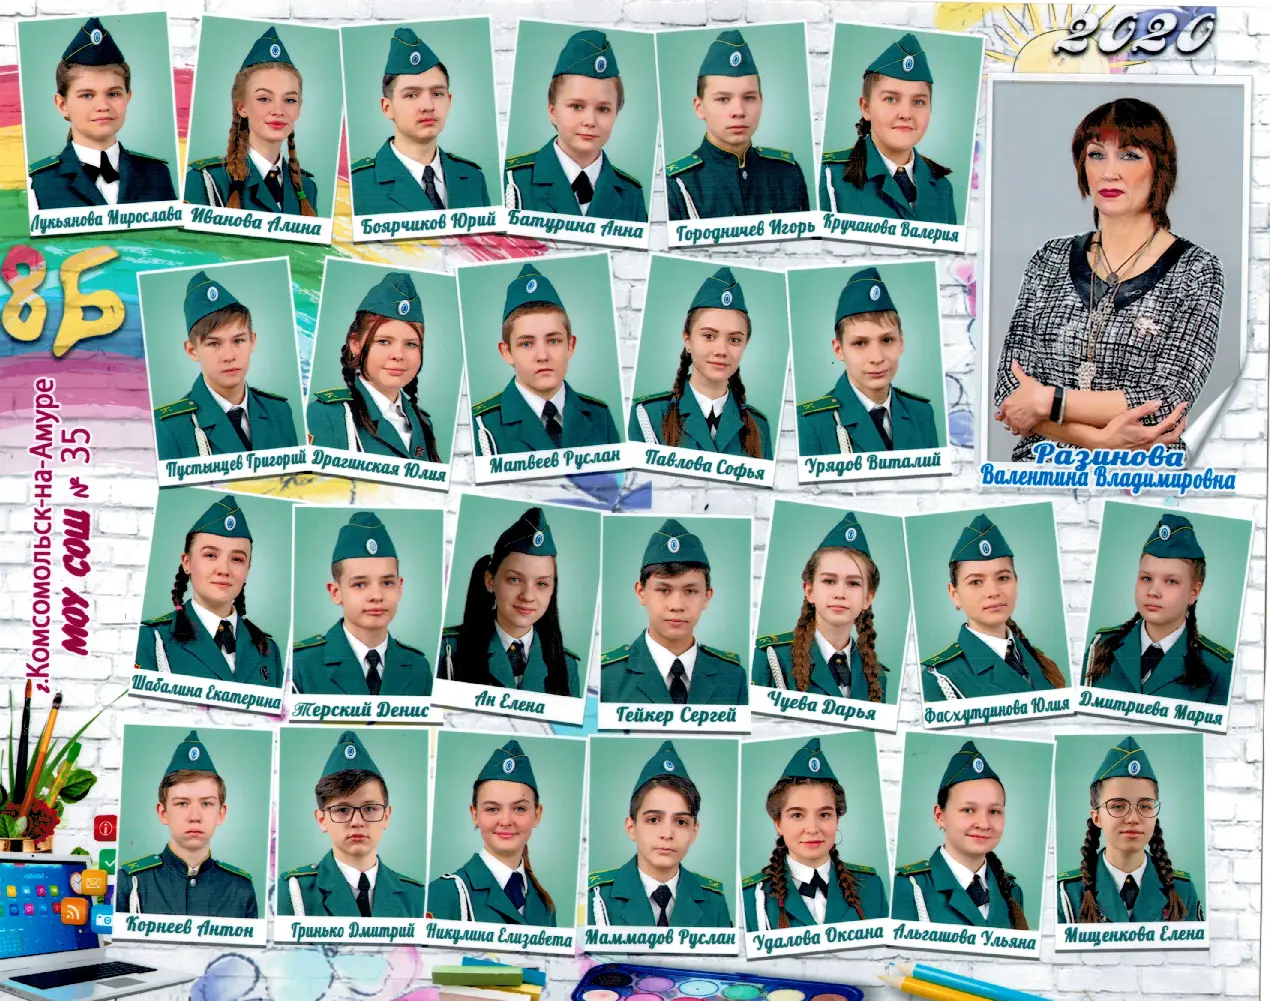 2020
Лукьянова Мирослава
Иванова Алина
Боярчиков Юрий
Батурина Анна
Городничев Игорь
Кручанова Валерия
8Б
Пустынцев Григорий
Драгинская Юлия
Матвеев Руслан
Павлова Софья
Урядов Виталий
Разинова
Валентина Владимировна
г.Комсомольск-на-Амуре
МОУ СОШ № 35
Шабалина Екатерина
Терский Денис
Ан Елена
Гейкер Сергей
Чуева Дарья
Фасхутдинова Юлия
Дмитриева Мария
Корнеев Антон
Гринько Дмитрий
Никулина Елизавета
Маммадов Руслан
Удалова Оксана
Альгашова Ульяна
Мищенкова Елена